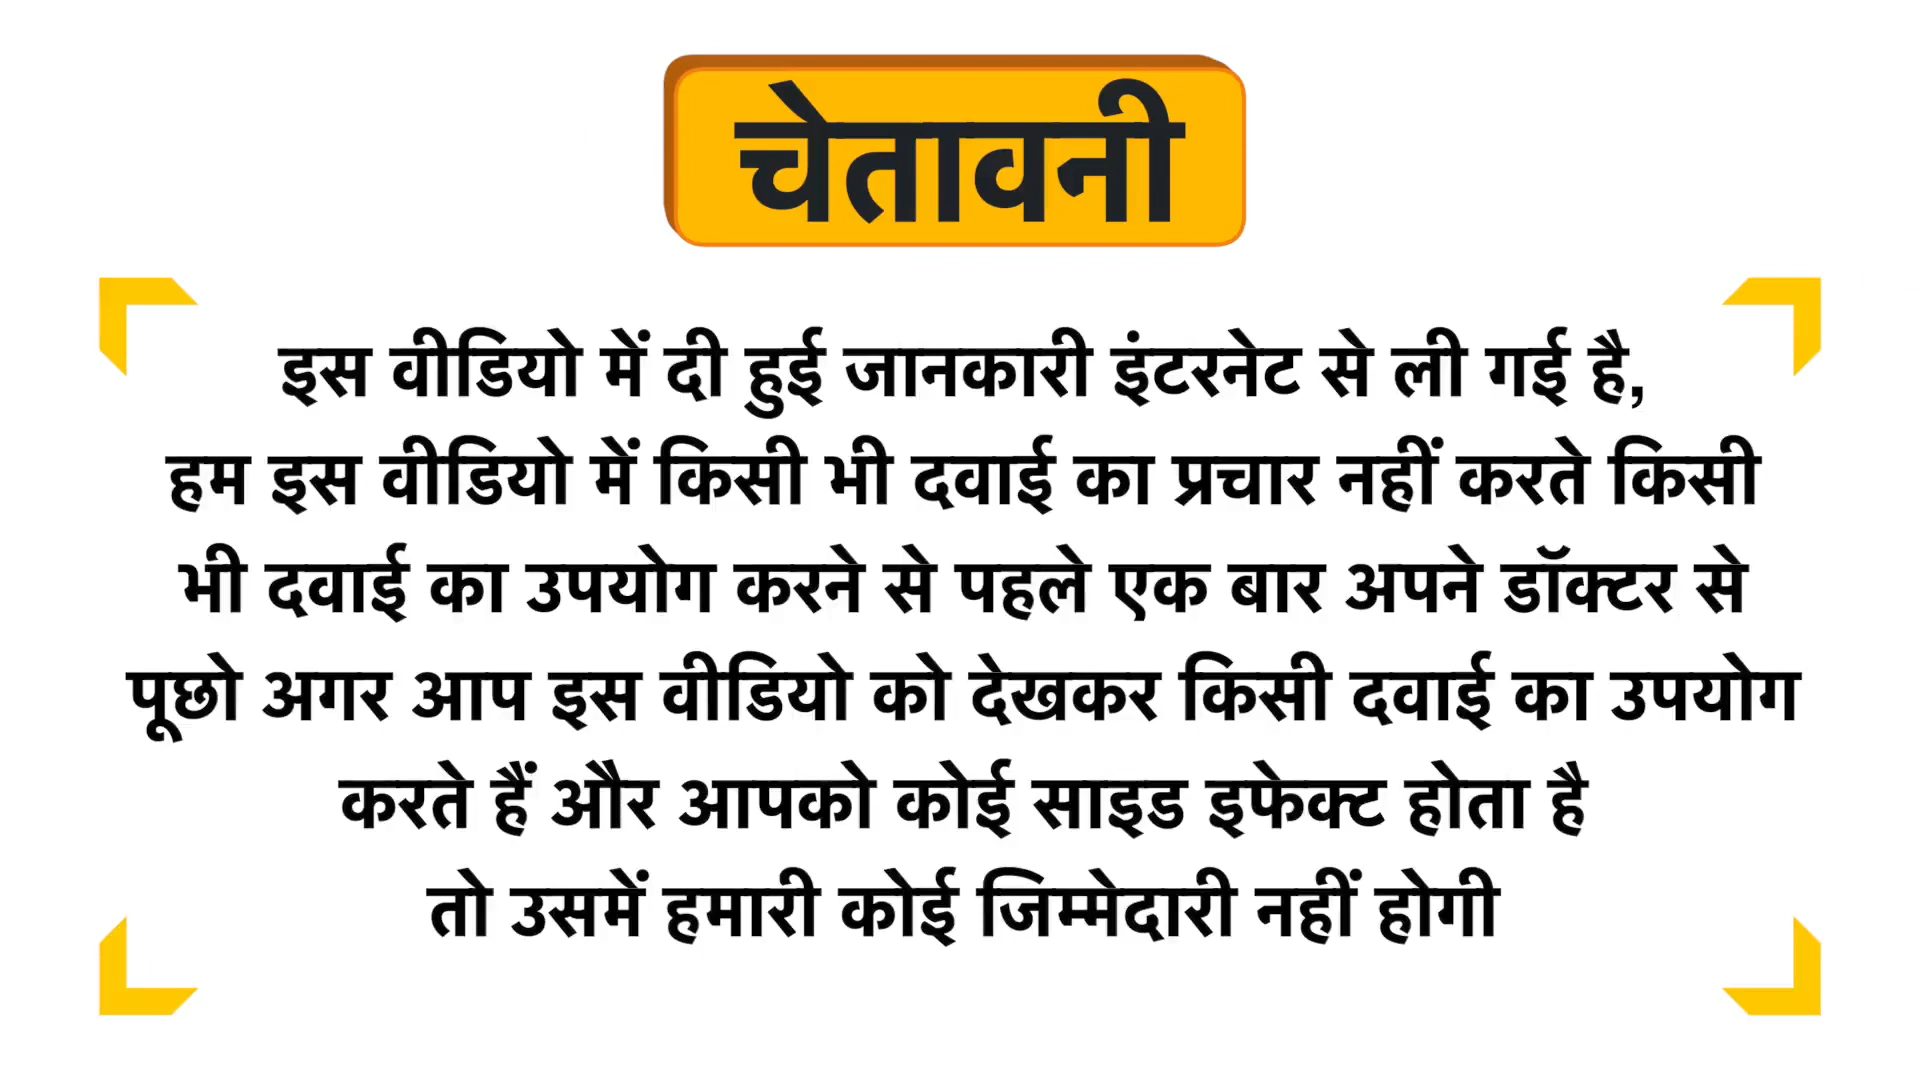 चेतावनी
इस वीडियो में दी हुई जानकारी इंटरनेट से ली गई है,
हम इस वीडियो में किसी भी दवाई का प्रचार नहीं करते किसी
भी दवाई का उपयोग करने से पहले एक बार अपने डॉक्टर से
पूछो अगर आप इस वीडियो को देखकर किसी दवाई का उपयोग
करते हैं और आपको कोई साइड इफेक्ट होता है
तो उसमें हमारी कोई जिम्मेदारी नहीं होगी